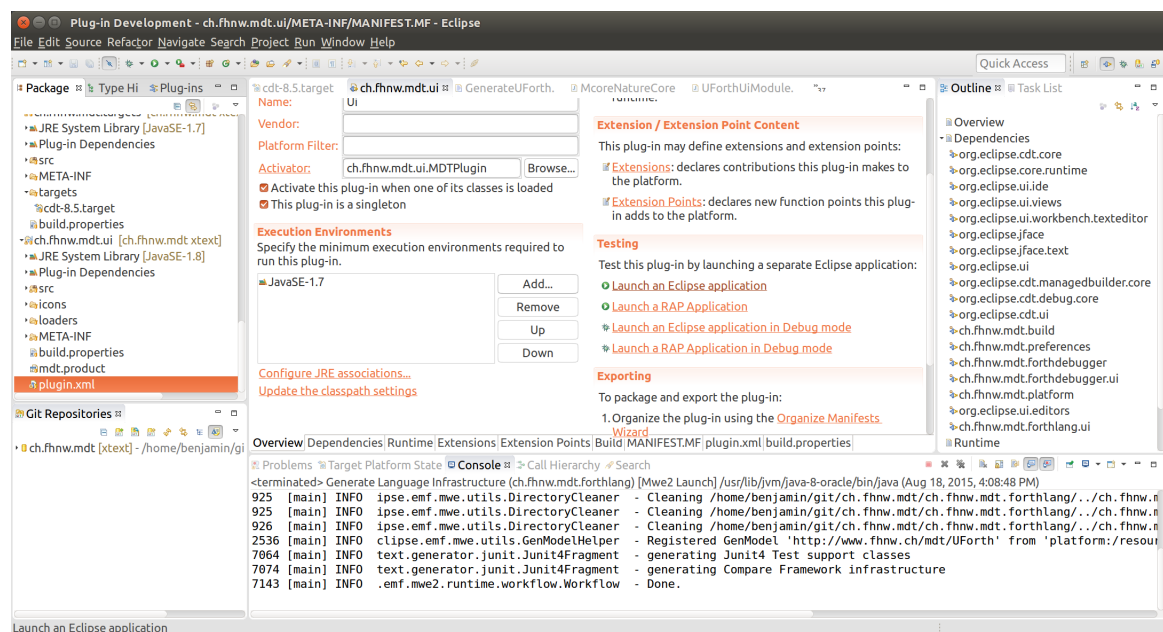 Plug-in Development - ch.fhnw.mdt.ui/META-INF/MANIFEST.MF - Eclipse
File Edit Source Refactor Navigate Search Project Run Window Help
Quick Access
Package Type Hi Plug-ins
JRE System Library [JavaSE-1.7]
Plug-in Dependencies
src
META-INF
targets
cdt-8.5.target
build.properties
ch.fhnw.mdt.ui [ch.fhnw.mdt xtext]
JRE System Library [JavaSE-1.8]
Plug-in Dependencies
src
icons
loaders
META-INF
build.properties
mdt.product
plugin.xml
Git Repositories
ch.fhnw.mdt [xtext] - /home/benjamin/gi
cdt-8.5.target ch.fhnw.mdt.ui GenerateUForth. McoreNatureCore UForthUiModule. "27
Name: Ui
Vendor:
Platform Filter:
Activator: ch.fhnw.mdt.ui.MDTPlugin Browse...
Activate this plug-in when one of its classes is loaded
This plug-in is a singleton
Execution Environments
Specify the minimum execution environments required to
run this plug-in.
JavaSE-1.7
Add...
Remove
Up
Down
Configure JRE associations...
Update the classpath settings
runtime.
Extension / Extension Point Content
This plug-in may define extensions and extension points:
Extensions: declares contributions this plug-in makes to
the platform.
Extension Points: declares new function points this plug-
in adds to the platform.
Testing
Test this plug-in by launching a separate Eclipse application:
Launch an Eclipse application
Launch a RAP Application
Launch an Eclipse application in Debug mode
Launch a RAP Application in Debug mode
Exporting
To package and export the plug-in:
1. Organize the plug-in using the Organize Manifests
Wizard
Overview Dependencies Runtime Extensions Extension Points Build MANIFEST.MF plugin.xml build.properties
Outline Task List
Overview
Dependencies
org.eclipse.cdt.core
org.eclipse.core.runtime
org.eclipse.ui.ide
org.eclipse.ui.views
org.eclipse.ui.workbench.texteditor
org.eclipse.jface
org.eclipse.jface.text
org.eclipse.ui
org.eclipse.cdt.managedbuilder.core
org.eclipse.cdt.debug.core
org.eclipse.cdt.ui
ch.fhnw.mdt.build
ch.fhnw.mdt.preferences
ch.fhnw.mdt.forthdebugger
ch.fhnw.mdt.forthdebugger.ui
ch.fhnw.mdt.platform
org.eclipse.ui.editors
ch.fhnw.mdt.forthlang.ui
Runtime
Problems Target Platform State Console Call Hierarchy Search
<terminated> Generate Language Infrastructure (ch.fhnw.mdt.forthlang) [Mwe2 Launch] /usr/lib/jvm/java-8-oracle/bin/java (Aug 18, 2015, 4:08:48 PM)
925 [main] INFO ipse.emf.mwe.utils.DirectoryCleaner - Cleaning /home/benjamin/git/ch.fhnw.mdt/ch.fhnw.mdt.forthlang/../ch.fhnw.m
925 [main] INFO ipse.emf.mwe.utils.DirectoryCleaner - Cleaning /home/benjamin/git/ch.fhnw.mdt/ch.fhnw.mdt.forthlang/../ch.fhnw.m
926 [main] INFO ipse.emf.mwe.utils.DirectoryCleaner - Cleaning /home/benjamin/git/ch.fhnw.mdt/ch.fhnw.mdt.forthlang/../ch.fhnw.m
2536 [main] INFO clipse.emf.mwe.utils.GenModelHelper - Registered GenModel 'http://www.fhnw.ch/mdt/UForth' from 'platform:/resour
7064 [main] INFO text.generator.junit.Junit4Fragment - generating Junit4 Test support classes
7074 [main] INFO text.generator.junit.Junit4Fragment - generating Compare Framework infrastructure
7143 [main] INFO .emf.mwe2.runtime.workflow.Workflow - Done.
Launch an Eclipse application